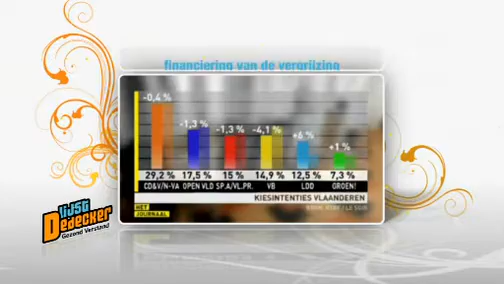 financiering van de vergrijzing
-0,4 %
-1,3 %
-1,3 %
-4,1 %
+6 %
+1 %
29,2 % 17,5 % 15 % 14,9 % 12,5 % 7,3 %
CD&V/N-VA OPEN VLD SP.A/VL.PR. VB LDD GROEN!
KIESINTENTIES VLAANDEREN
HET
JOURNAAL
LIJST
Dedecker
Gezond Verstand